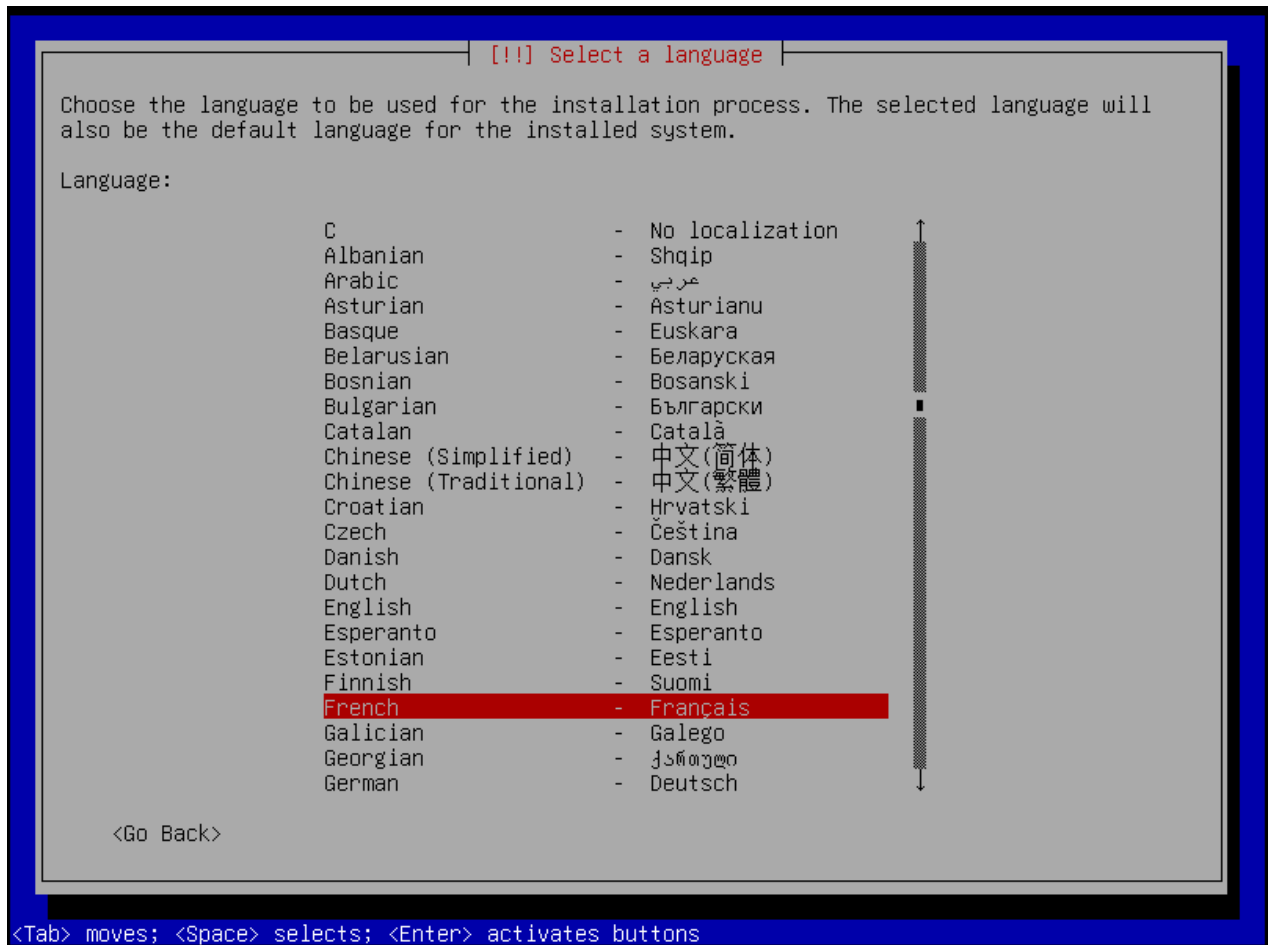 [!!] Select a language
Choose the language to be used for the installation process. The selected language will
also be the default language for the installed system.
Language:
C - No localization
Albanian - Shqip
Arabic - عربي
Asturian - Asturianu
Basque - Euskara
Belarusian - Беларуская
Bosnian - Bosanski
Bulgarian - Български
Catalan - Català
Chinese (Simplified) - 中文(简体)
Chinese (Traditional) - 中文(繁體)
Croatian - Hrvatski
Czech - Čeština
Danish - Dansk
Dutch - Nederlands
English - English
Esperanto - Esperanto
Estonian - Eesti
Finnish - Suomi
French - Français
Galician - Galego
Georgian - ქართული
German - Deutsch
<Go Back>
<Tab> moves; <Space> selects; <Enter> activates buttons